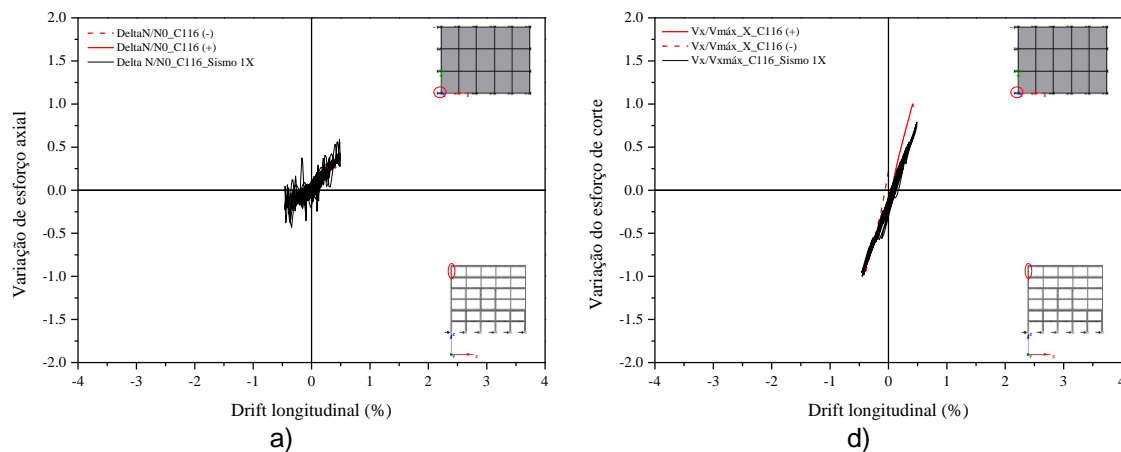 DeltaN/N0_C116 (-)
DeltaN/N0_C116 (+)
Delta N/N0_C116_Sismo 1X
2.0
1.5
1.0
0.5
0.0
-0.5
-1.0
-1.5
-2.0
Variação de esforço axial
-4 -3 -2 -1 0 1 2 3 4
Drift longitudinal (%)
a)
Vx/Vmáx_X_C116 (+)
Vx/Vmáx_X_C116 (-)
Vx/Vxmáx_C116_Sismo 1X
2.0
1.5
1.0
0.5
0.0
-0.5
-1.0
-1.5
-2.0
Variação do esforço de corte
-4 -3 -2 -1 0 1 2 3 4
Drift longitudinal (%)
d)